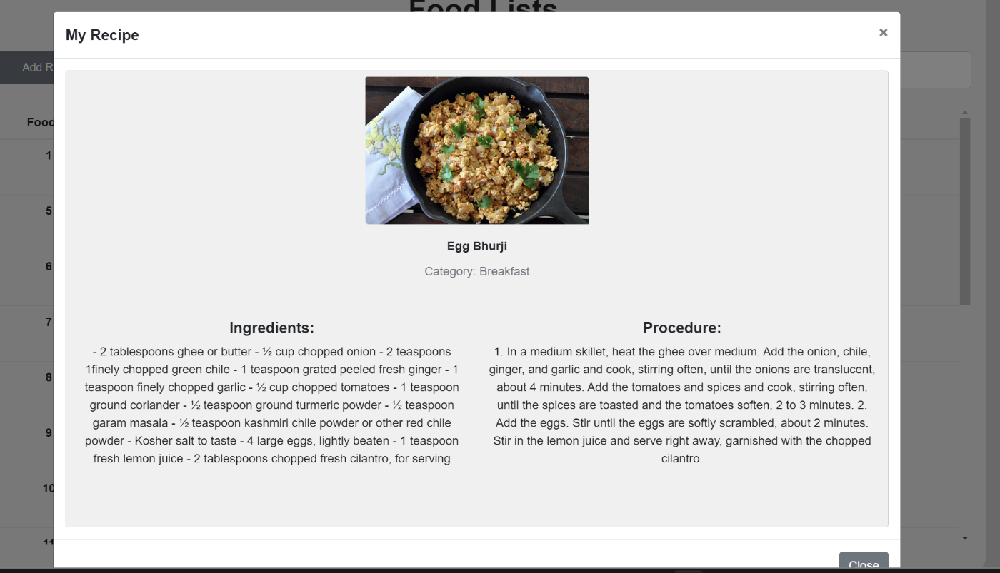 Food Lists
My Recipe
×
Add R
Food
1
5
6
7
8
9
10
11
Egg Bhurji
Category: Breakfast
Ingredients:
- 2 tablespoons ghee or butter - ½ cup chopped onion - 2 teaspoons
1finely chopped green chile - 1 teaspoon grated peeled fresh ginger - 1
teaspoon finely chopped garlic - ½ cup chopped tomatoes - 1 teaspoon
ground coriander - ½ teaspoon ground turmeric powder - ½ teaspoon
garam masala - ½ teaspoon kashmiri chile powder or other red chile
powder - Kosher salt to taste - 4 large eggs, lightly beaten - 1 teaspoon
fresh lemon juice - 2 tablespoons chopped fresh cilantro, for serving
Procedure:
1. In a medium skillet, heat the ghee over medium. Add the onion, chile,
ginger, and garlic and cook, stirring often, until the onions are translucent,
about 4 minutes. Add the tomatoes and spices and cook, stirring often,
until the spices are toasted and the tomatoes soften, 2 to 3 minutes. 2.
Add the eggs. Stir until the eggs are softly scrambled, about 2 minutes.
Stir in the lemon juice and serve right away, garnished with the chopped
cilantro.
Close